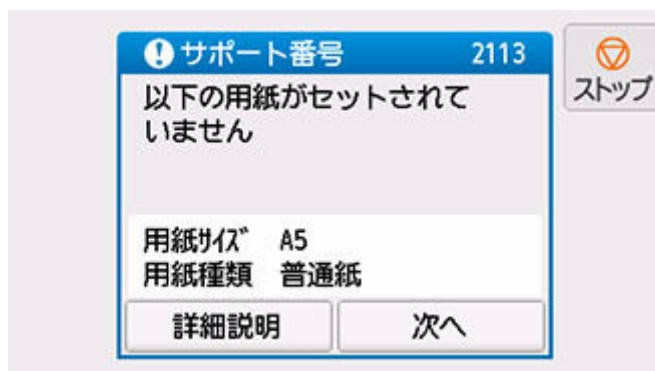 サポート番号 2113
ストップ
以下の用紙がセットされて
いません
用紙ｻｲｽﾞ A5
用紙種類 普通紙
詳細説明 次へ